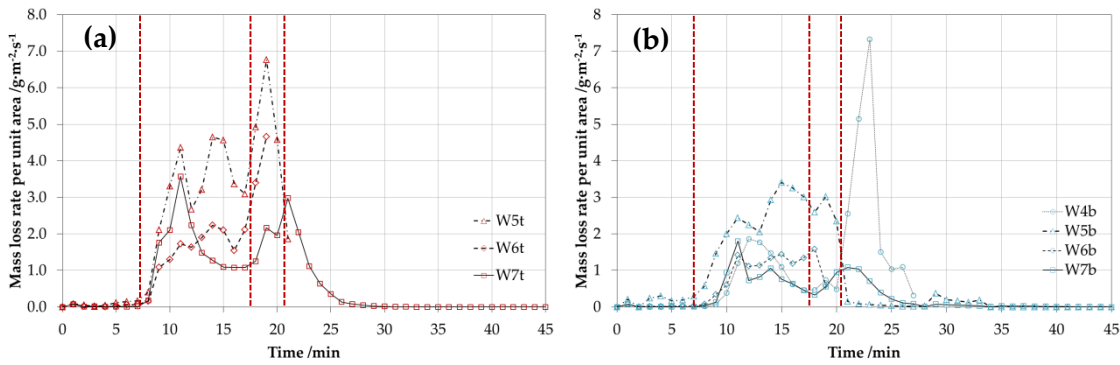 (a)
Mass loss rate per unit area /g·m⁻²·s⁻¹
8
7.0
6.0
5.0
4.0
3.0
2.0
1.0
0.0
0 5 10 15 20 25 30 35 40 45
Time /min
W5t
W6t
W7t
(b)
Mass loss rate per unit area /g·m⁻²·s⁻¹
8
7
6
5
4
3
2
1
0
0 5 10 15 20 25 30 35 40 45
Time /min
W4b
W5b
W6b
W7b